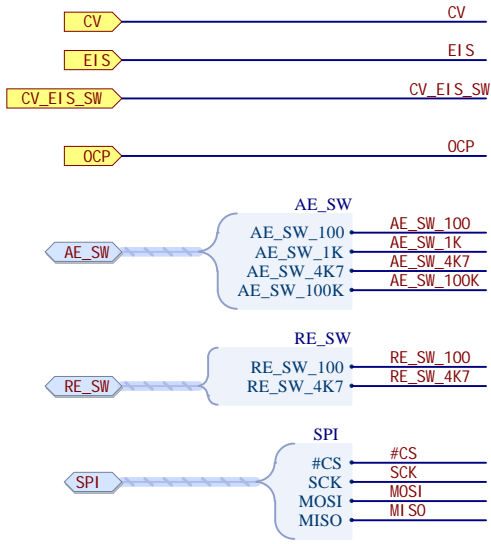 CV CV
EIS EIS
CV_EIS_SW CV_EIS_SW
OCP OCP
AE_SW
AE_SW_100 AE_SW_100
AE_SW AE_SW_1K AE_SW_1K
AE_SW_4K7 AE_SW_4K7
AE_SW_100K AE_SW_100K
RE_SW
RE_SW_100 RE_SW_100
RE_SW RE_SW_4K7 RE_SW_4K7
SPI
#CS #CS
SPI SCK SCK
MOSI MOSI
MISO MISO